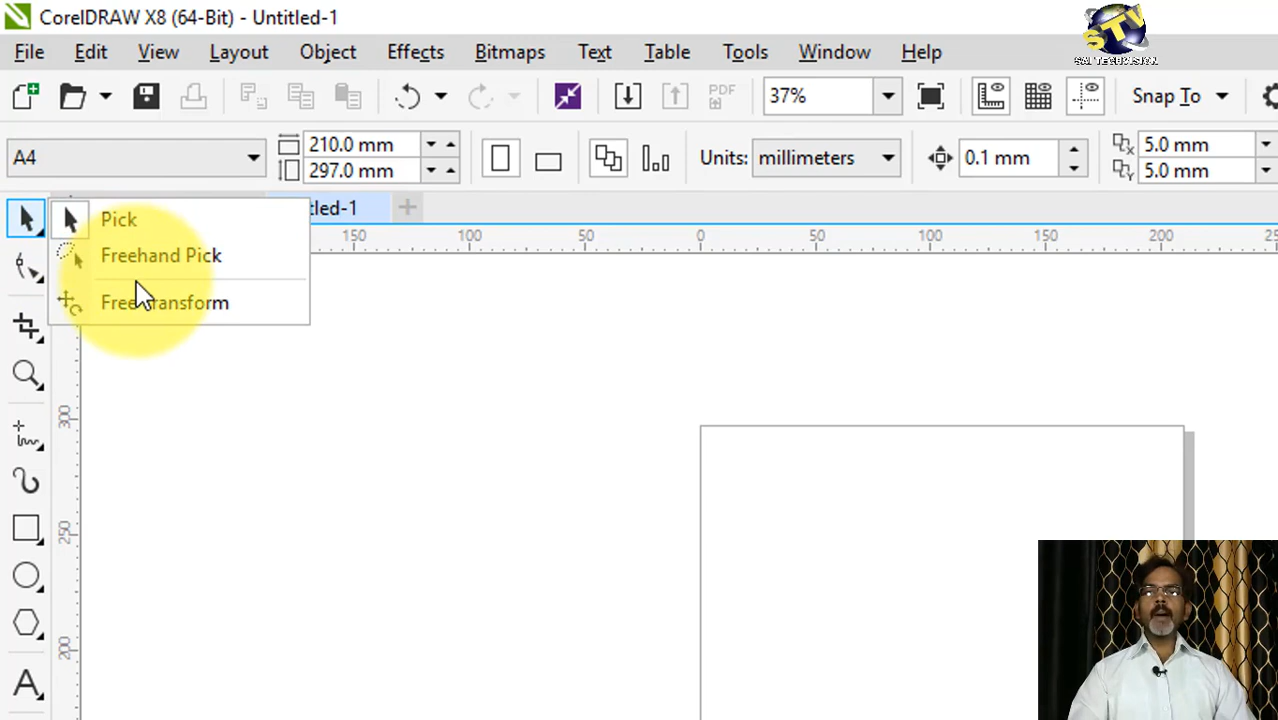 CorelDRAW X8 (64-Bit) - Untitled-1
STV
File Edit View Layout Object Effects Bitmaps Text Table Tools Window Help
PDF 37% Snap To
A4 210.0 mm 297.0 mm Units: millimeters 0.1 mm 5.0 mm 5.0 mm
Pick
tled-1
Freehand Pick
150 100 50 0 50 100 150 200
Free Transform
300
250
200